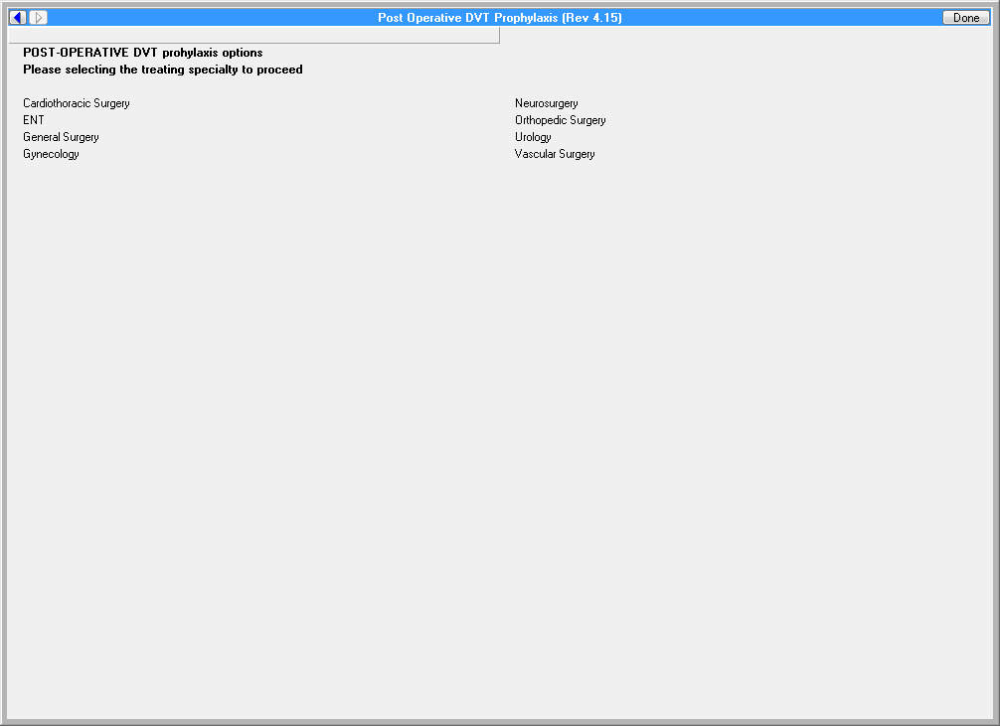 Post Operative DVT Prophylaxis (Rev 4.15)
Done
POST-OPERATIVE DVT prohylaxis options
Please selecting the treating specialty to proceed
Cardiothoracic Surgery
ENT
General Surgery
Gynecology
Neurosurgery
Orthopedic Surgery
Urology
Vascular Surgery